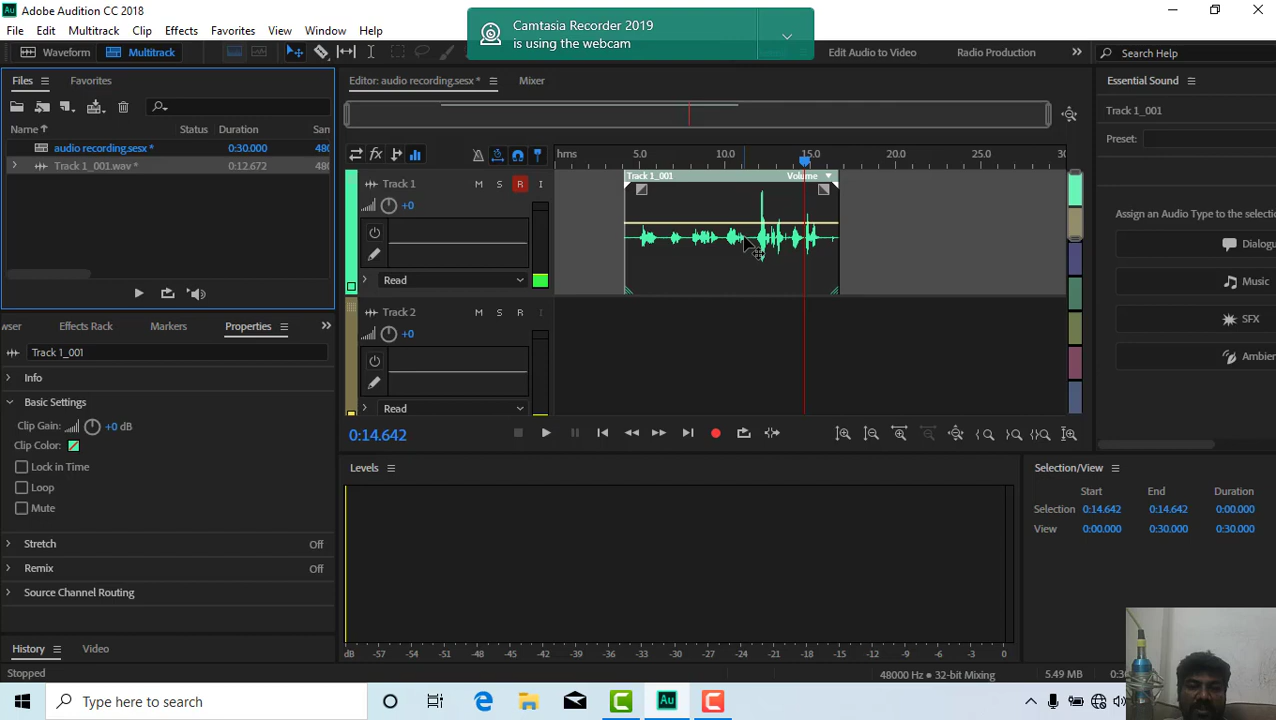 Au Adobe Audition CC 2018
Camtasia Recorder 2019
is using the webcam
File Edit Multitrack Clip Effects Favorites View Window Help
Waveform Multitrack Edit Audio to Video Radio Production Search Help
Files Favorites
Editor: audio recording.sesx * Mixer
Essential Sound
Name Status Duration
Track 1_001
audio recording.sesx * 0:30.000
Preset:
Track 1_001.wav * 0:12.672 480
hms 5.0 10.0 15.0 20.0 25.0 30
Track 1 M S R I
Track 1_001 Volume
+0
Assign an Audio Type to the selectio
Dialogu
Read
Music
SFX
Ambien
Track 2 M S R I
+0
Read
Effects Rack Markers Properties
Track 1_001
Info
Basic Settings
Clip Gain: +0 dB
Clip Color:
Lock in Time
Loop
Mute
Stretch Off
Remix Off
Source Channel Routing
0:14.642
Levels
Selection/View
Start End Duration
Selection 0:14.642 0:14.642 0:00.000
View 0:00.000 0:30.000 0:30.000
dB -57 -54 -51 -48 -45 -42 -39 -36 -33 -30 -27 -24 -21 -18 -15 -12 -9 -6 -3 0
History Video
Stopped
48000 Hz • 32-bit Mixing 5.49 MB
Type here to search